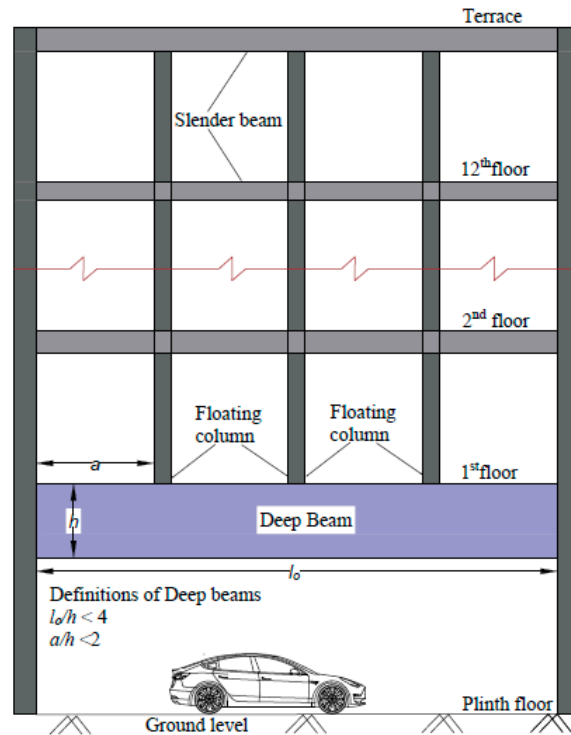 Terrace
Slender beam
12th floor
2nd floor
Floating
column
Floating
column
a
1st floor
h
Deep Beam
lo
Definitions of Deep beams
lo/h < 4
a/h <2
Plinth floor
Ground level